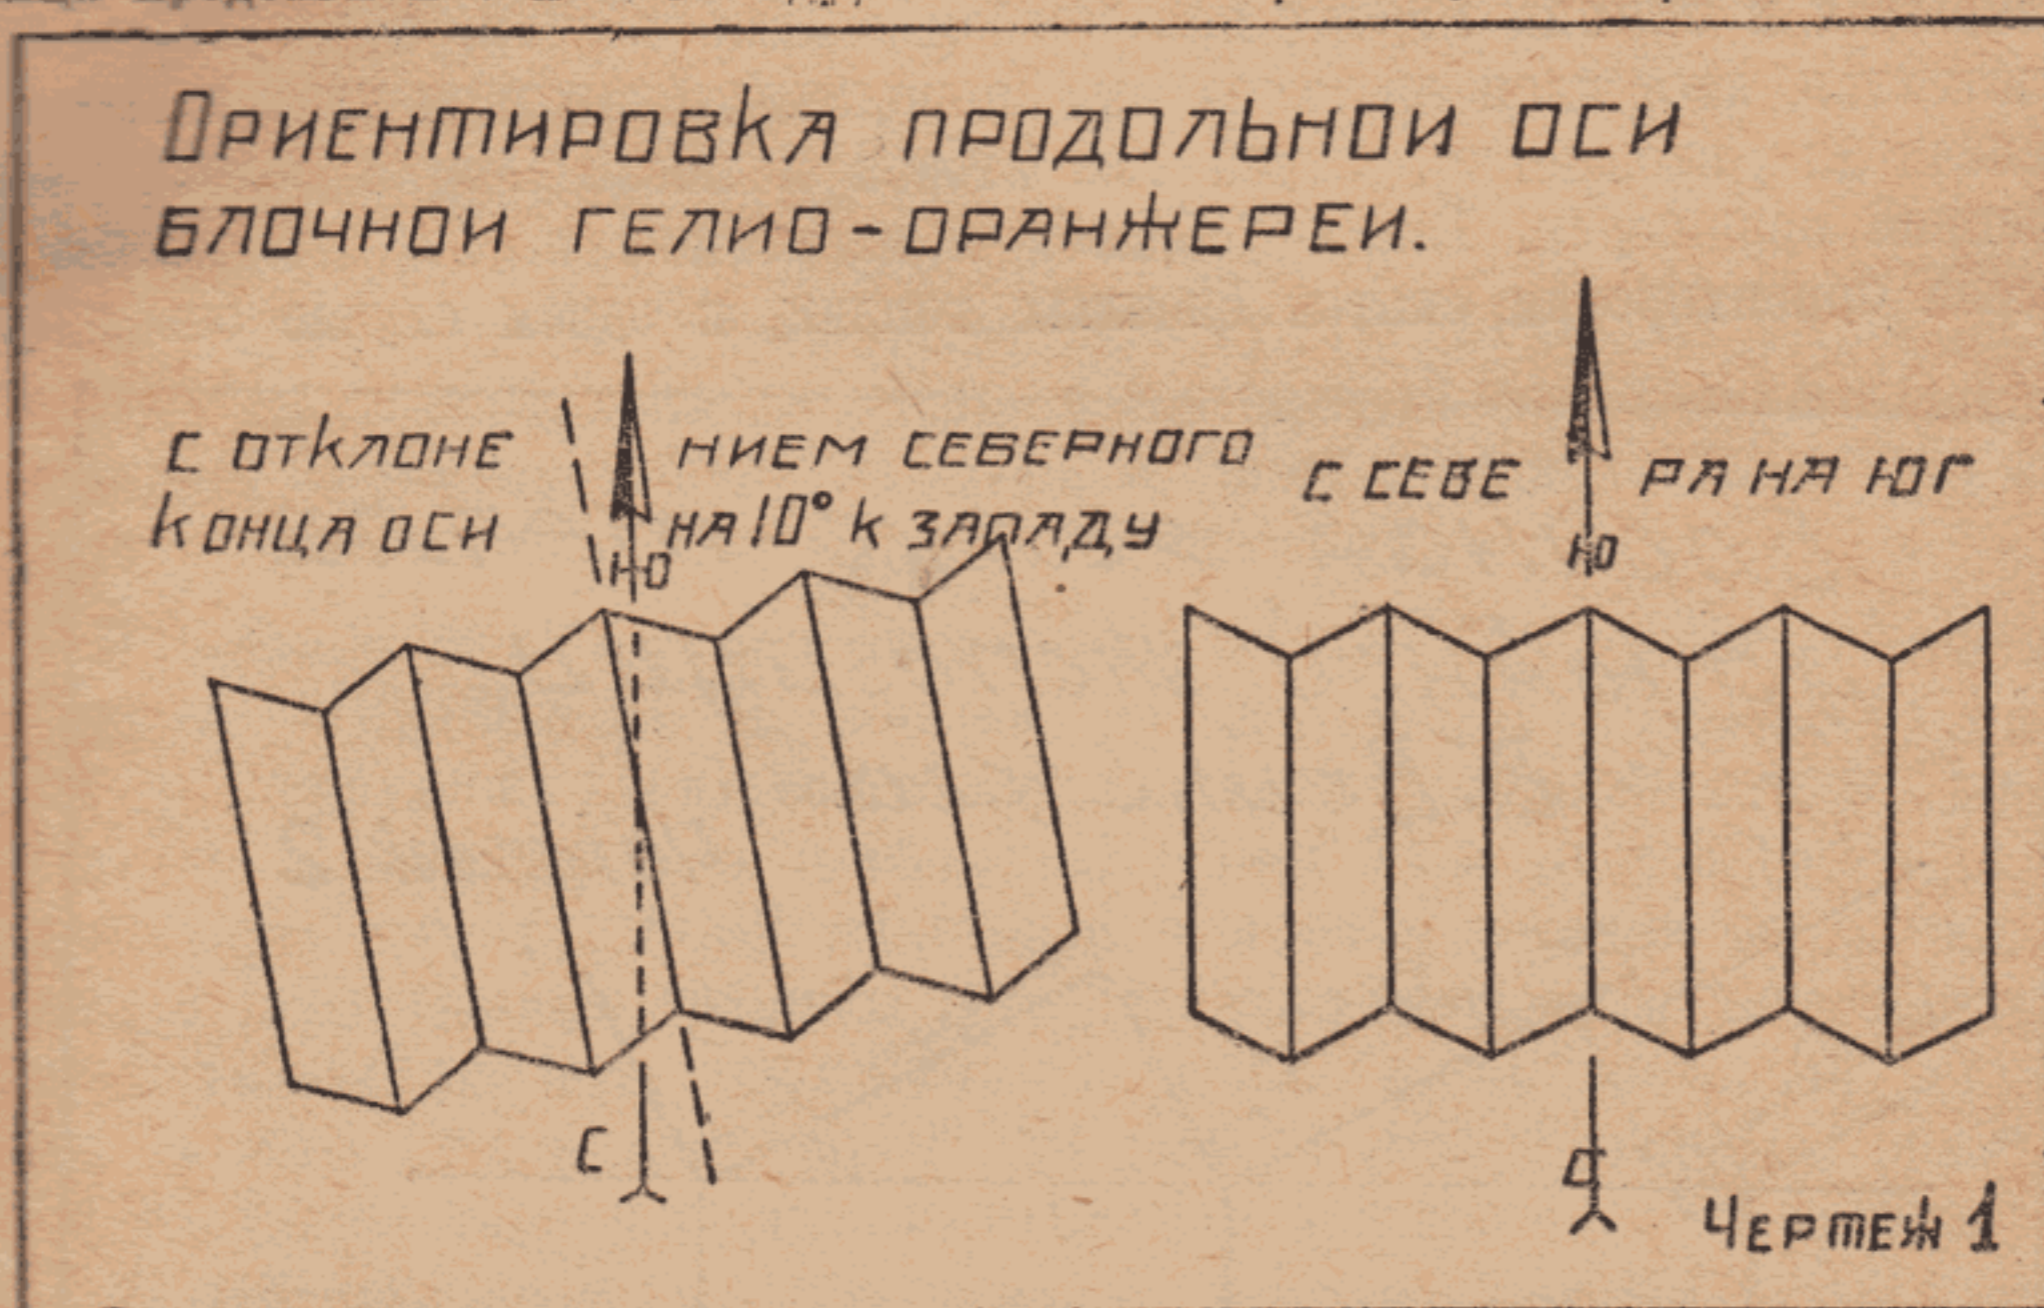 Ориентировка продольной оси
блочной гелио-оранжереи.
с отклоне нием северного
конца оси на 10° к западу
Ю
С
с севе ра на юг
Ю
С
Чертеж 1